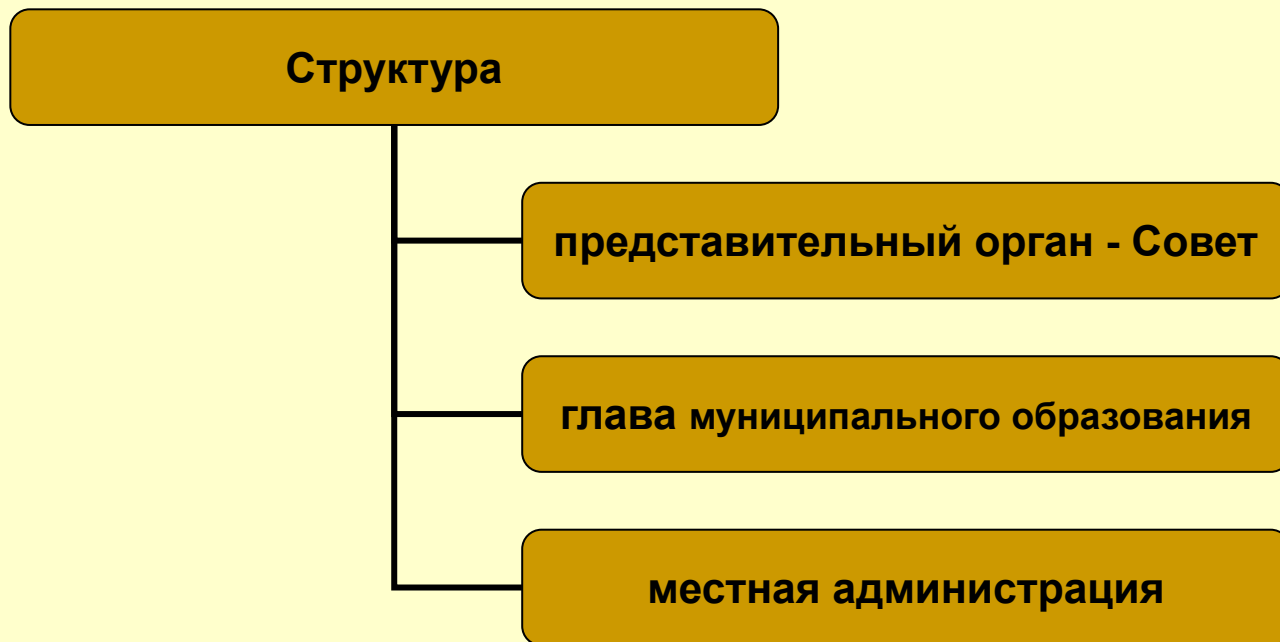 Структура
представительный орган - Совет
глава муниципального образования
местная администрация